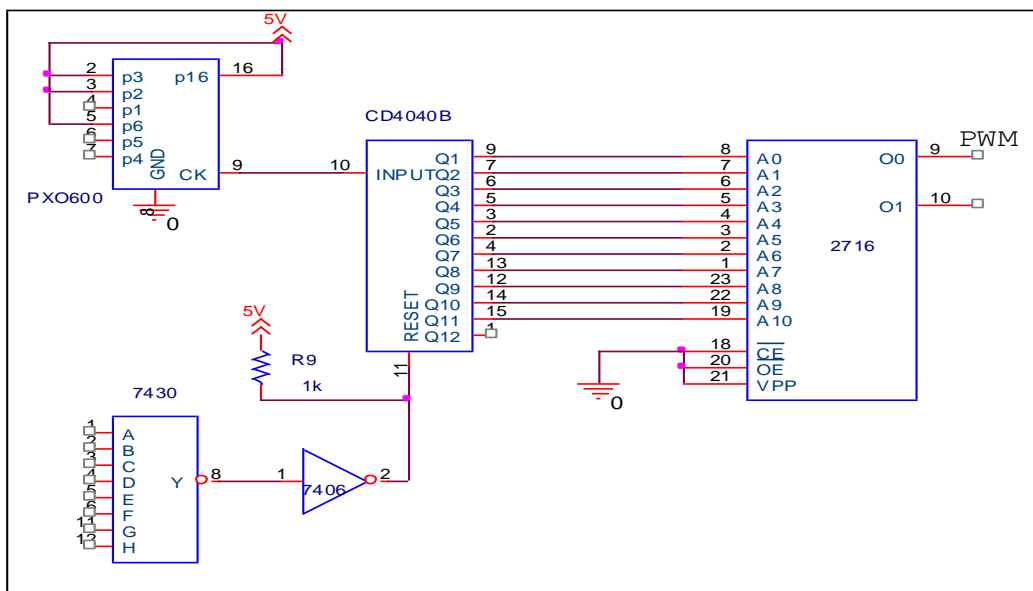 5V
2 p3 p16 16
3 p2
4 p1
5 p6
6 p5
7 p4
GND
CK 9
8
0
PXO600
CD4040B
10 INPUT
Q1 9
Q2 7
Q3 6
Q4 5
Q5 3
Q6 2
Q7 4
Q8 13
Q9 12
Q10 14
Q11 15
Q12 1
RESET
11
8 A0
7 A1
6 A2
5 A3
4 A4
3 A5
2 A6
1 A7
23 A8
22 A9
19 A10
18 CE
20 OE
21 VPP
O0 9
PWM
O1 10
2716
0
5V
R9
1k
7430
1 A
2 B
3 C
4 D
5 E
6 F
11 G
12 H
Y 8
1 7406 2